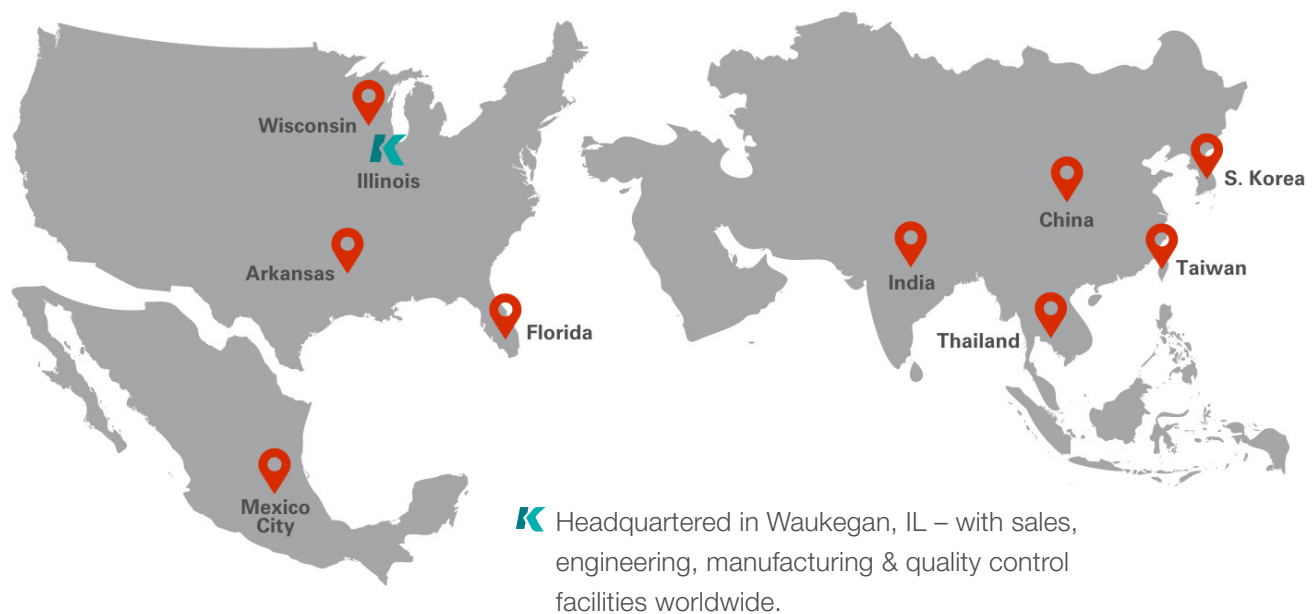 Wisconsin
Illinois
Arkansas
Florida
Mexico
City
S. Korea
China
India
Taiwan
Thailand
Headquartered in Waukegan, IL – with sales,
engineering, manufacturing & quality control
facilities worldwide.